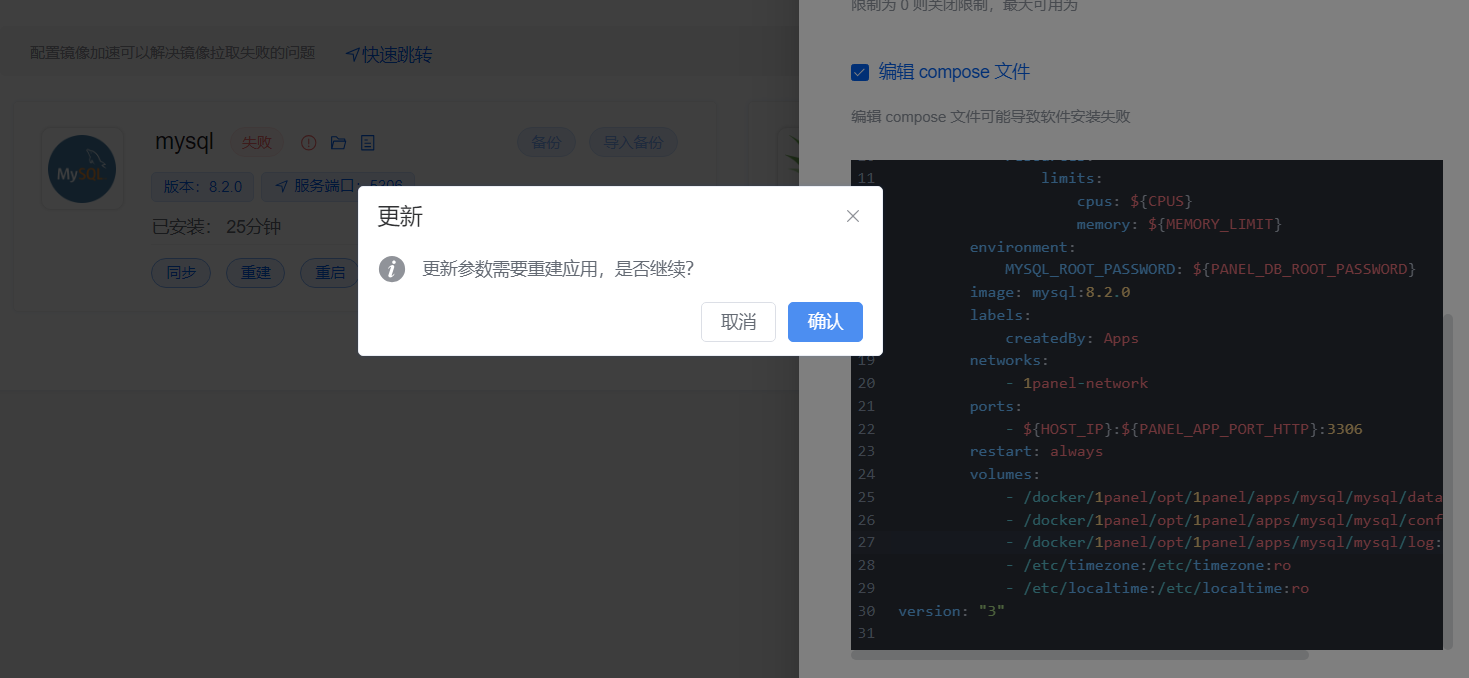 限制为 0 则关闭限制，最大可用为
配置镜像加速可以解决镜像拉取失败的问题 快速跳转
编辑 compose 文件
编辑 compose 文件可能导致软件安装失败
mysql 失败 备份 导入备份
MySQL
版本：8.2.0 服务端口：5306
已安装： 25分钟
同步 重建 重启
更新
更新参数需要重建应用，是否继续？
取消 确认
11 limits:
cpus: ${CPUS}
memory: ${MEMORY_LIMIT}
environment:
MYSQL_ROOT_PASSWORD: ${PANEL_DB_ROOT_PASSWORD}
image: mysql:8.2.0
labels:
createdBy: Apps
19 networks:
20 - 1panel-network
21 ports:
22 - ${HOST_IP}:${PANEL_APP_PORT_HTTP}:3306
23 restart: always
24 volumes:
25 - /docker/1panel/opt/1panel/apps/mysql/mysql/data
26 - /docker/1panel/opt/1panel/apps/mysql/mysql/conf
27 - /docker/1panel/opt/1panel/apps/mysql/mysql/log:
28 - /etc/timezone:/etc/timezone:ro
29 - /etc/localtime:/etc/localtime:ro
30 version: "3"
31